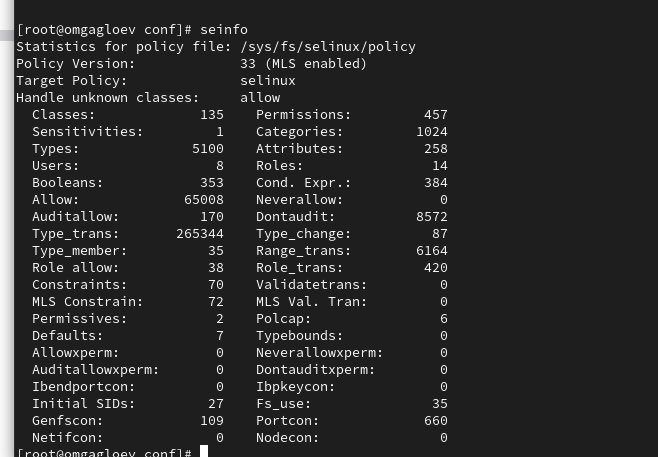 [root@omgagloev conf]# seinfo
Statistics for policy file: /sys/fs/selinux/policy
Policy Version:             33 (MLS enabled)
Target Policy:              selinux
Handle unknown classes:     allow
  Classes:             135    Permissions:         457
  Sensitivities:         1    Categories:         1024
  Types:              5100    Attributes:          258
  Users:                 8    Roles:                14
  Booleans:            353    Cond. Expr.:         384
  Allow:             65008    Neverallow:            0
  Auditallow:          170    Dontaudit:          8572
  Type_trans:       265344    Type_change:          87
  Type_member:          35    Range_trans:        6164
  Role allow:           38    Role_trans:          420
  Constraints:          70    Validatetrans:         0
  MLS Constrain:        72    MLS Val. Tran:         0
  Permissives:           2    Polcap:                6
  Defaults:              7    Typebounds:            0
  Allowxperm:            0    Neverallowxperm:       0
  Auditallowxperm:       0    Dontauditxperm:        0
  Ibendportcon:          0    Ibpkeycon:             0
  Initial SIDs:         27    Fs_use:               35
  Genfscon:            109    Portcon:             660
  Netifcon:              0    Nodecon:               0
[root@omgagloev conf]#